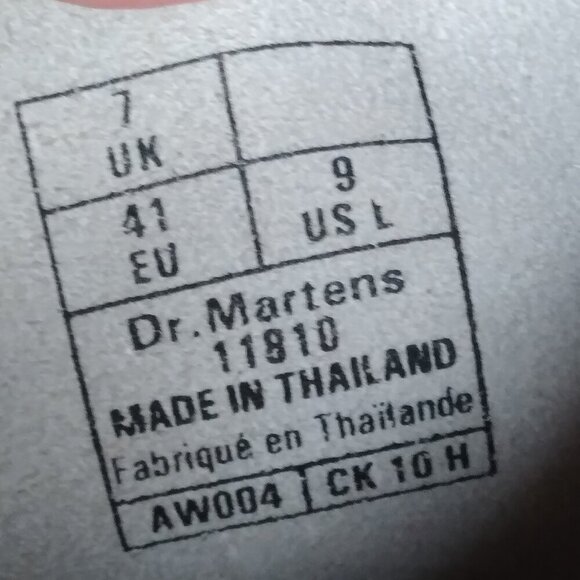 7
UK
41
EU
9
US L
Dr.Martens
11810
MADE IN THAILAND
Fabriqué en Thaïlande
AW004 CK 10 H